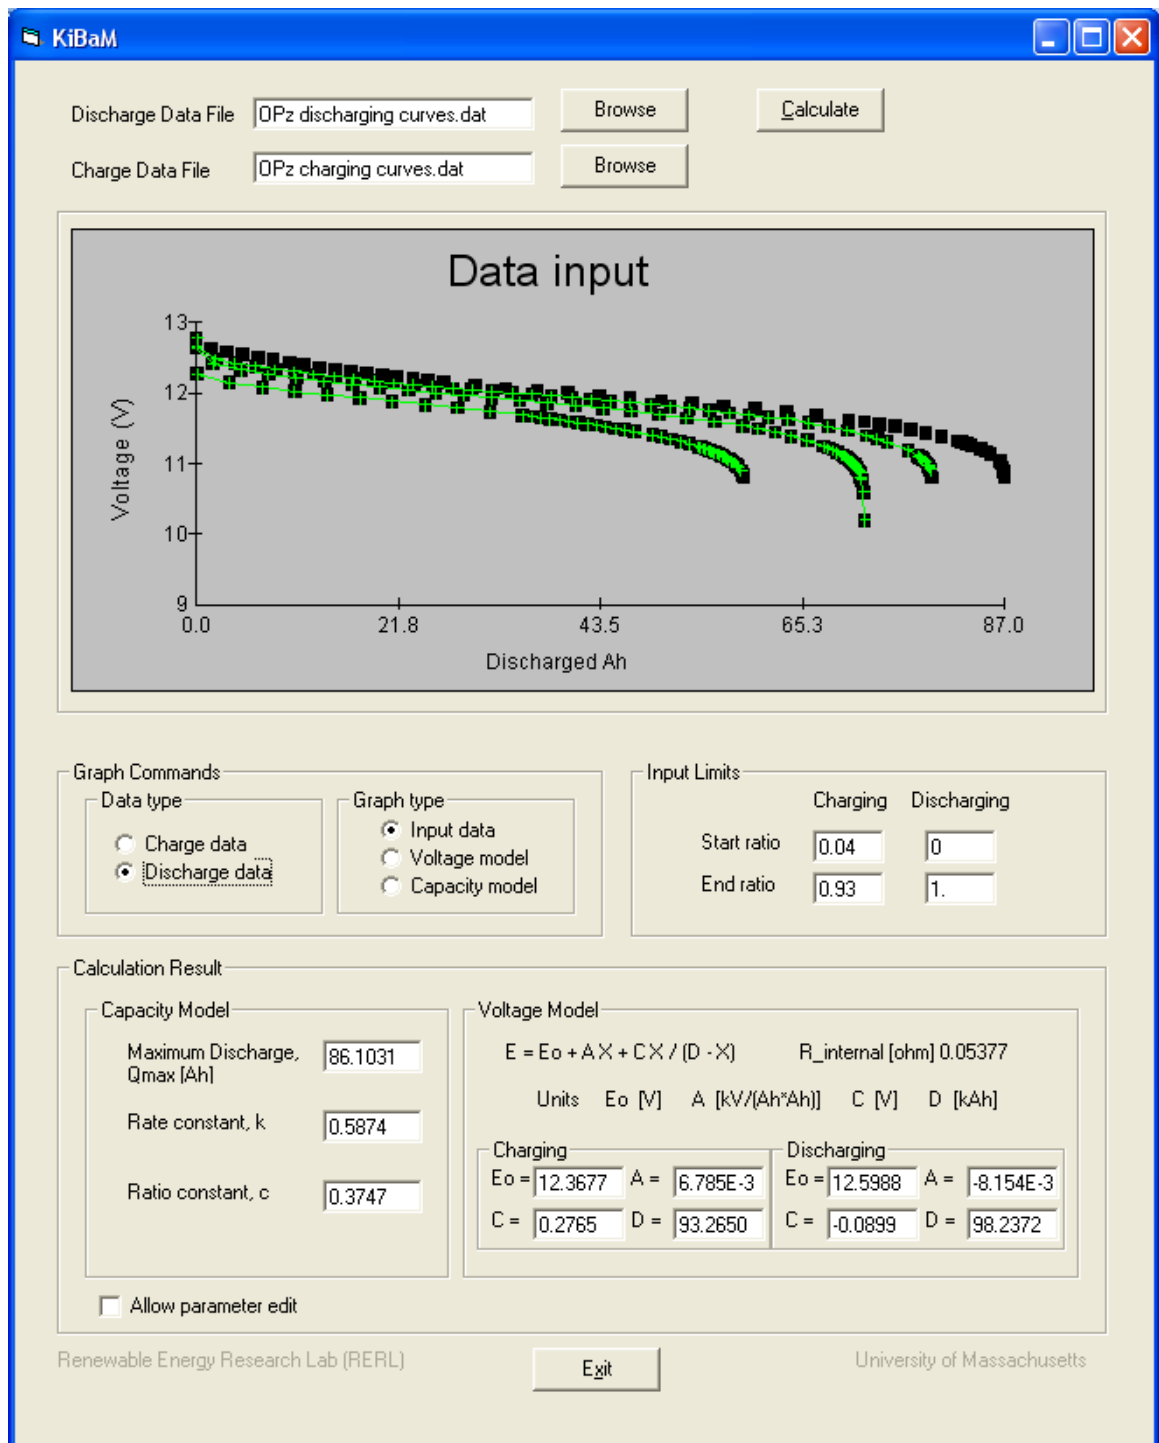 KiBaM
Discharge Data File OPz discharging curves.dat Browse Calculate
Charge Data File OPz charging curves.dat Browse
Data input
13
12
11
10
9
Voltage (V)
0.0 21.8 43.5 65.3 87.0
Discharged Ah
Graph Commands
Data type
Charge data
Discharge data
Graph type
Input data
Voltage model
Capacity model
Input Limits
Charging Discharging
Start ratio 0.04 0
End ratio 0.93 1.
Calculation Result
Capacity Model
Maximum Discharge,
Qmax [Ah] 86.1031
Rate constant, k 0.5874
Ratio constant, c 0.3747
Voltage Model
E = Eo + A X + C X / (D - X) R_internal [ohm] 0.05377
Units Eo [V] A [kV/(Ah*Ah)] C [V] D [kAh]
Charging
Eo = 12.3677 A = 6.785E-3
C = 0.2765 D = 93.2650
Discharging
Eo = 12.5988 A = -8.154E-3
C = -0.0899 D = 98.2372
Allow parameter edit
Renewable Energy Research Lab (RERL) Exit University of Massachusetts